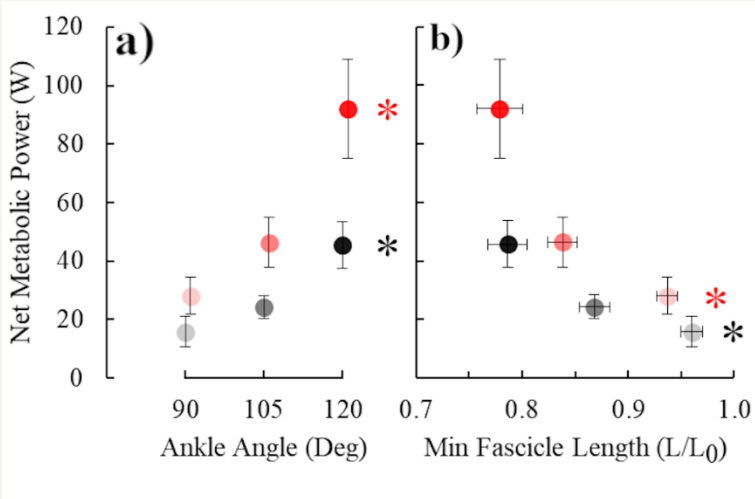 a)
b)
120
100
80
60
40
20
0
Net Metabolic Power (W)
*
*
*
*
90 105 120
0.7 0.8 0.9 1.0
Ankle Angle (Deg)
Min Fascicle Length (L/L0)